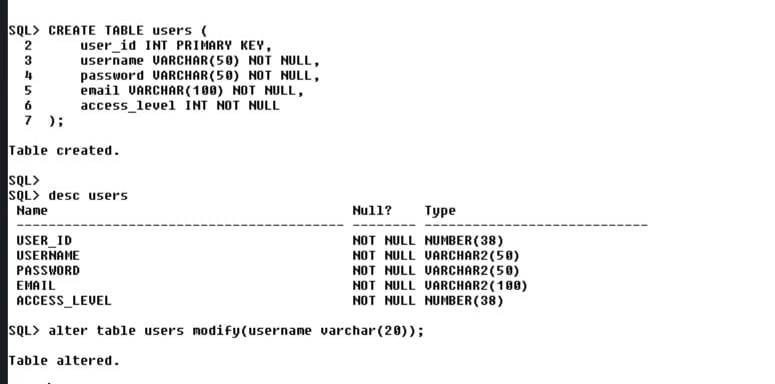 SQL> CREATE TABLE users (
2 user_id INT PRIMARY KEY,
3 username VARCHAR(50) NOT NULL,
4 password VARCHAR(50) NOT NULL,
5 email VARCHAR(100) NOT NULL,
6 access_level INT NOT NULL
7 );
Table created.
SQL>
SQL> desc users
Name Null? Type
----------------------------------------- -------- ----------------------------
USER_ID NOT NULL NUMBER(38)
USERNAME NOT NULL VARCHAR2(50)
PASSWORD NOT NULL VARCHAR2(50)
EMAIL NOT NULL VARCHAR2(100)
ACCESS_LEVEL NOT NULL NUMBER(38)
SQL> alter table users modify(username varchar(20));
Table altered.